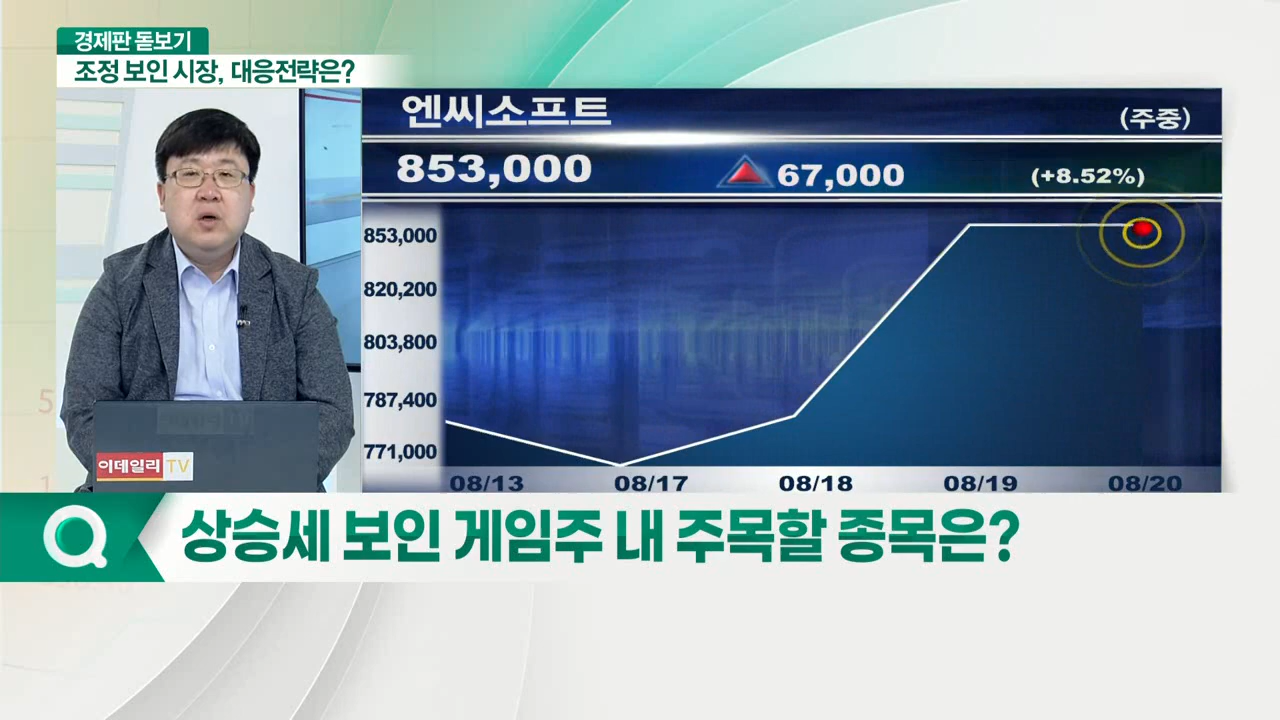 경제판 돋보기
조정 보인 시장, 대응전략은?
엔씨소프트
(주중)
853,000
67,000
(+8.52%)
853,000
820,200
803,800
787,400
771,000
08/13
08/17
08/18
08/19
08/20
이데일리 TV
상승세 보인 게임주 내 주목할 종목은?